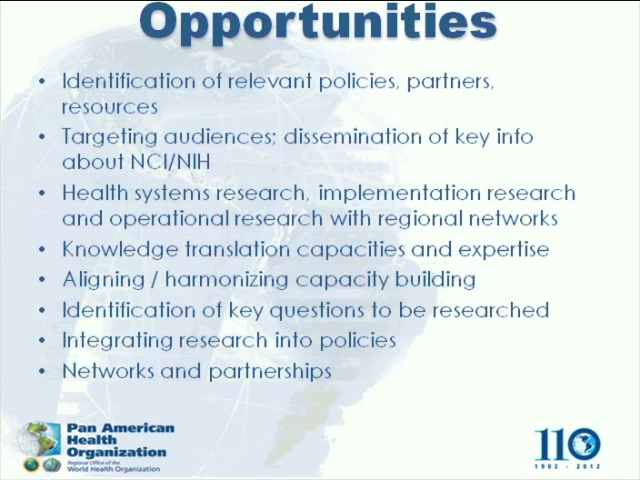 Opportunities
• Identification of relevant policies, partners,
resources
• Targeting audiences; dissemination of key info
about NCI/NIH
• Health systems research, implementation research
and operational research with regional networks
• Knowledge translation capacities and expertise
• Aligning / harmonizing capacity building
• Identification of key questions to be researched
• Integrating research into policies
• Networks and partnerships
Pan American
Health
Organization
Regional Office of the
World Health Organization
110
1902 - 2012